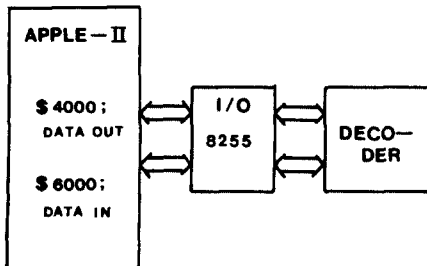 APPLE-II
$4000;
DATA OUT
$6000;
DATA IN
I/O
8255
DECO-
DER